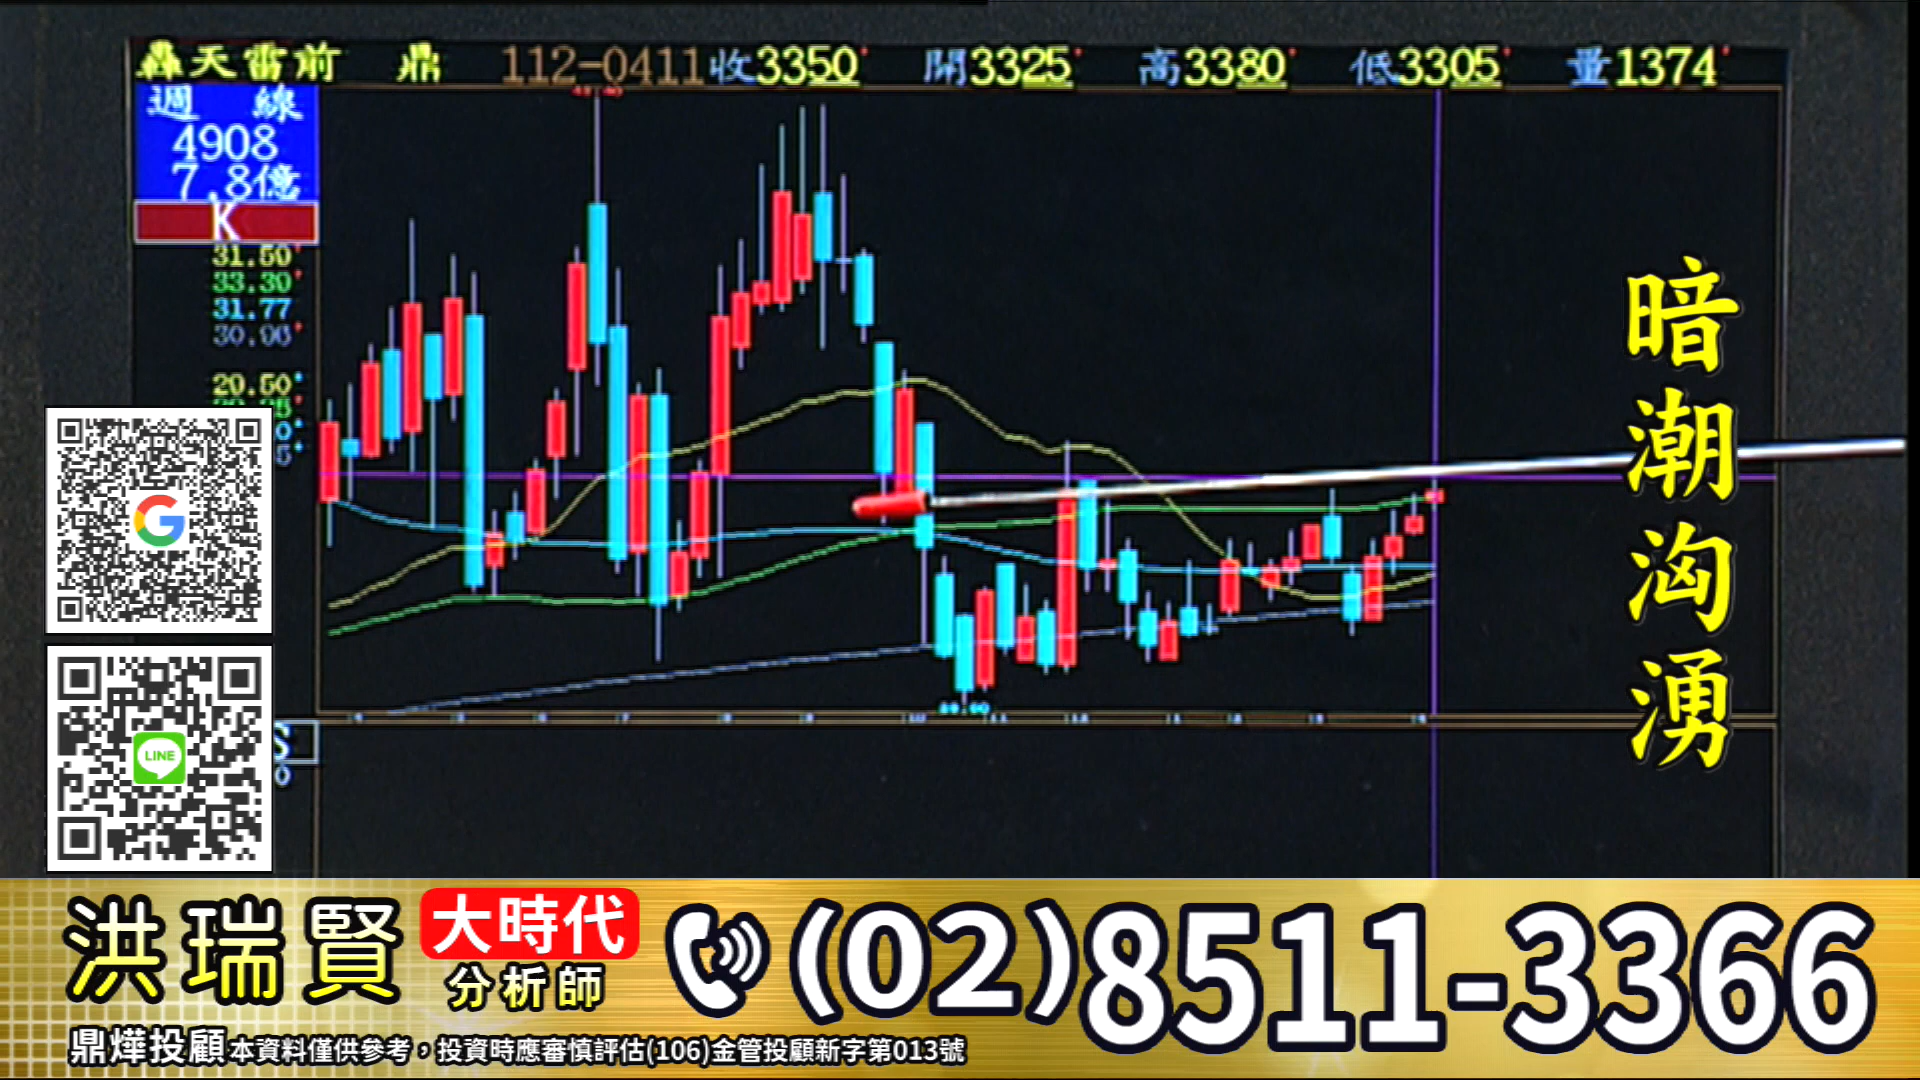 轟天雷前 鼎 112-0411 收3350 開3325 高3380 低3305 量1374
週 線
4908
7.8億
K
31.50
33.30
31.77
20.50
暗潮洶湧
LINE
洪瑞賢 大時代 分析師
(02)8511-3366
鼎燁投顧 本資料僅供參考，投資時應審慎評估(106)金管投顧新字第013號